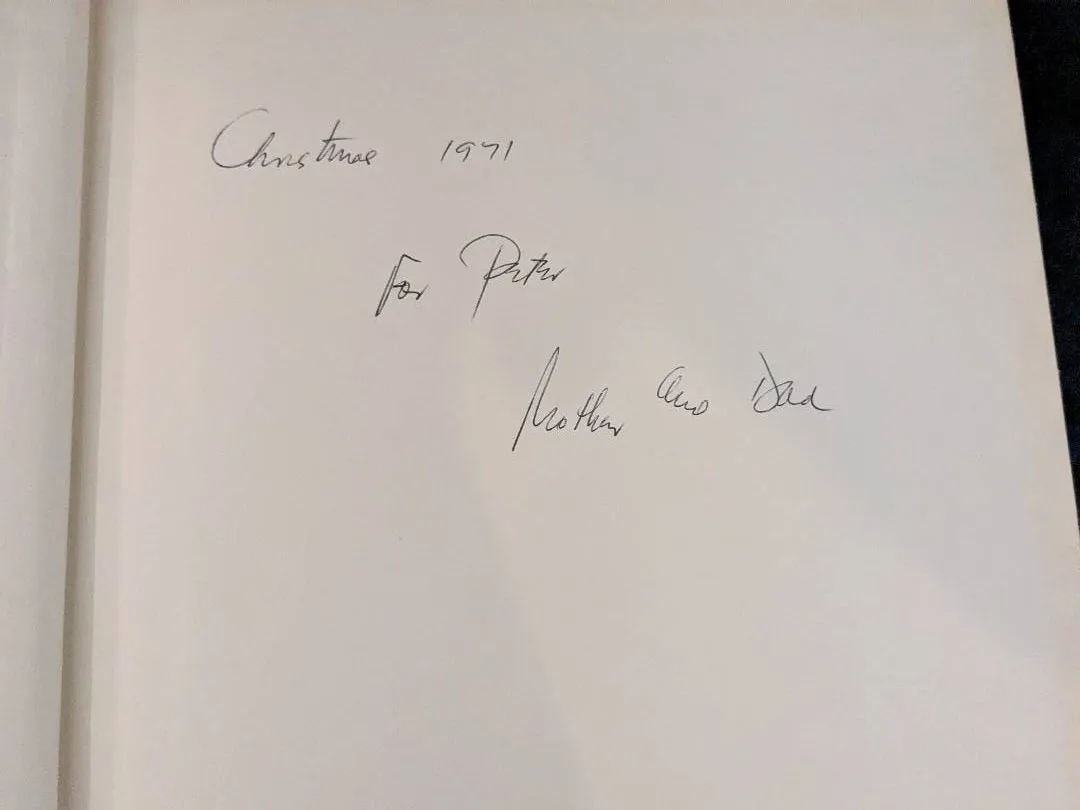 Christmas 1971
For Peter
Mother and Dad